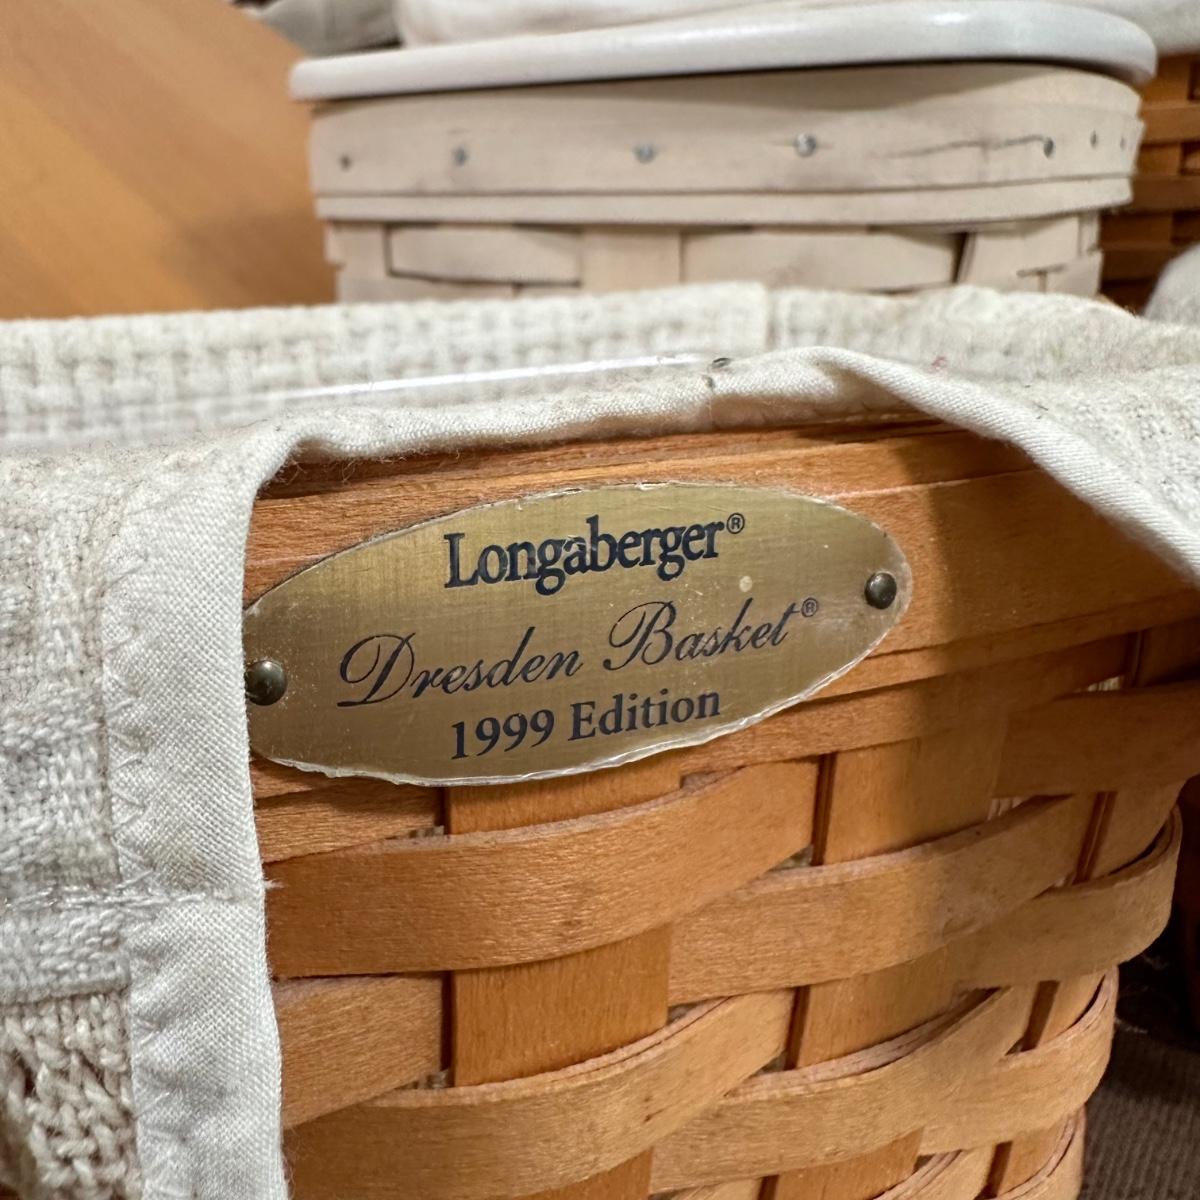 Longaberger®
Dresden Basket®
1999 Edition